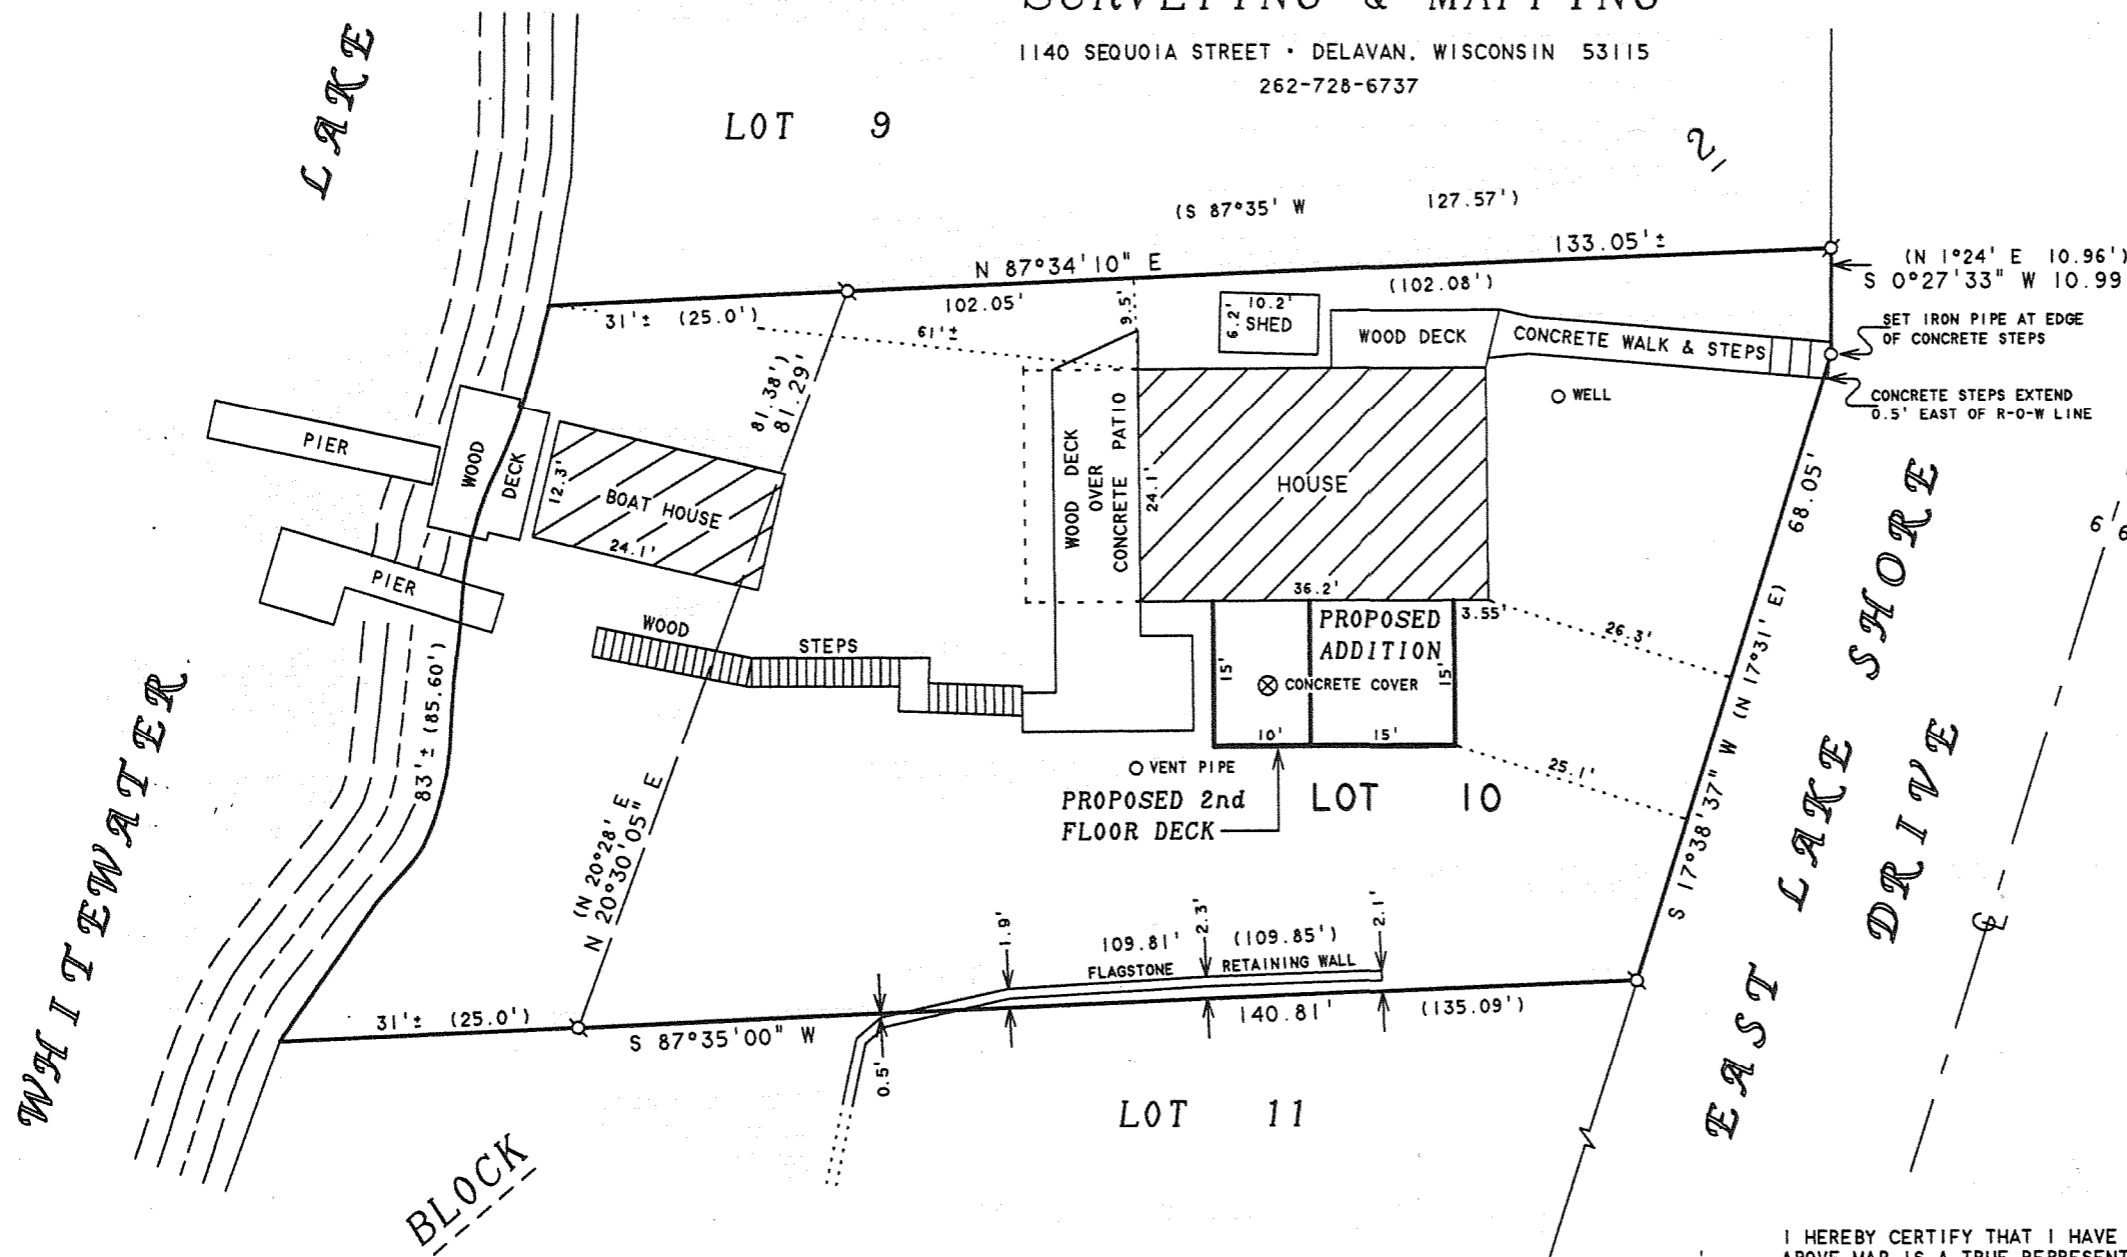 SURVEYING & MAPPING
1140 SEQUOIA STREET · DELAVAN, WISCONSIN 53115
262-728-6737
LAKE
LOT 9
21
(S 87°35' W 127.57')
N 87°34'10" E
133.05'±
102.05'
(102.08')
31'± (25.0')
61'±
9.5'
(N 1°24' E 10.96')
S 0°27'33" W 10.99
SET IRON PIPE AT EDGE
OF CONCRETE STEPS
CONCRETE STEPS EXTEND
0.5' EAST OF R-O-W LINE
10.2'
6.2'
SHED
WOOD DECK
CONCRETE WALK & STEPS
WELL
81.38')
81.29'
PIER
WOOD
DECK
12.3'
BOAT HOUSE
24.1'
PIER
WOOD DECK
OVER
CONCRETE PATIO
24.1'
HOUSE
36.2'
3.55'
26.3'
68.05'
PROPOSED
ADDITION
15'
15'
CONCRETE COVER
10'
15'
25.1'
WOOD
STEPS
VENT PIPE
PROPOSED 2nd
FLOOR DECK
LOT 10
83'± (85.60')
(N 20°28' E
N 20°30'05" E
S 17°38'37" W (N 17°31' E)
WHITEWATER
EAST LAKE SHORE
DRIVE
6'6
1.9'
109.81'
2.3'
(109.85')
2.1'
FLAGSTONE RETAINING WALL
31'± (25.0')
S 87°35'00" W
140.81'
(135.09')
0.5'
LOT 11
BLOCK
I HEREBY CERTIFY THAT I HAVE
ABOVE MAP IS A TRUE REPRESENT